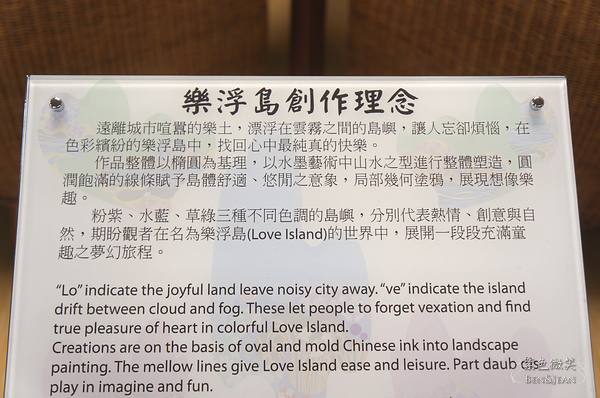 樂浮島創作理念
遠離城市喧囂的樂土，漂浮在雲霧之間的島嶼，讓人忘卻煩惱，在
色彩繽紛的樂浮島中，找回心中最純真的快樂。
作品整體以橢圓為基理，以水墨藝術中山水之型進行整體塑造，圓
潤飽滿的線條賦予島體舒適、悠閒之意象，局部幾何塗鴉，展現想像樂
趣。
粉紫、水藍、草綠三種不同色調的島嶼，分別代表熱情、創意與自
然，期盼觀者在名為樂浮島(Love Island)的世界中，展開一段段充滿童
趣之夢幻旅程。
“Lo” indicate the joyful land leave noisy city away. “ve” indicate the island
drift between cloud and fog. These let people to forget vexation and find
true pleasure of heart in colorful Love Island.
Creations are on the basis of oval and mold Chinese ink into landscape
painting. The mellow lines give Love Island ease and leisure. Part daub dis
play in imagine and fun.
色微笑
BEN&JEAN